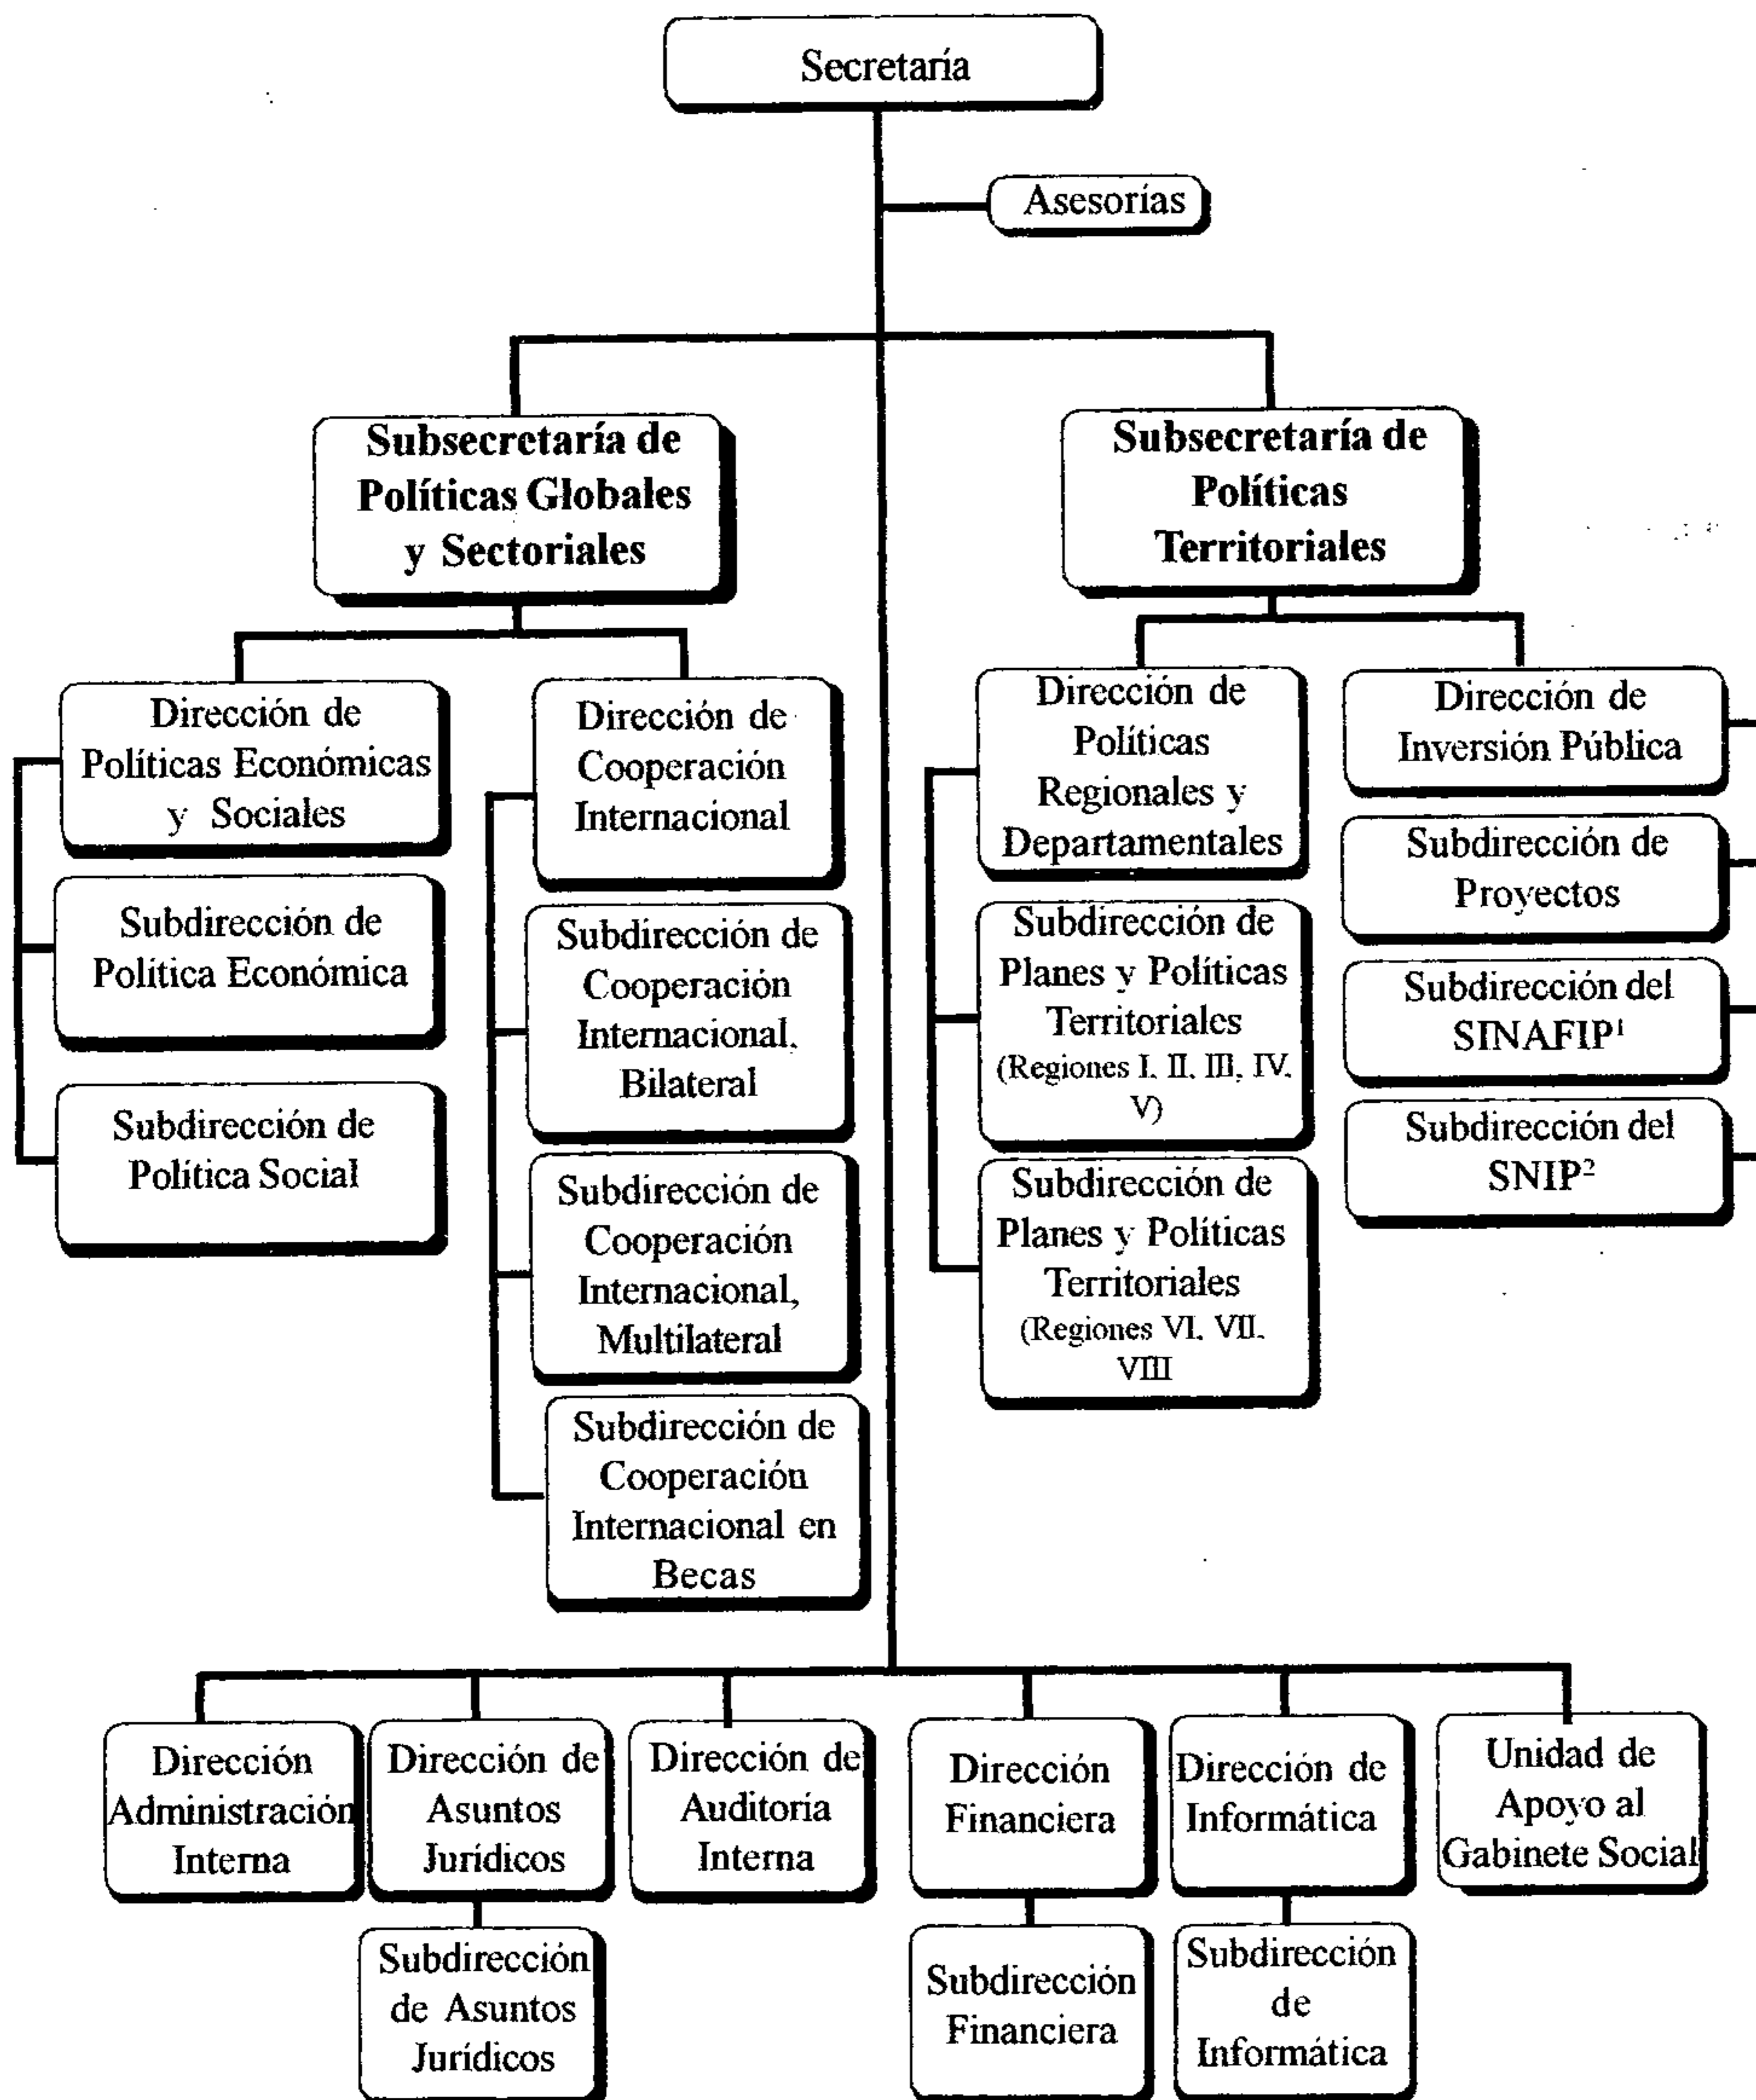 Secretaría
Asesorías
Subsecretaría de
Políticas Globales
y Sectoriales
Subsecretaría de
Políticas
Territoriales
Dirección de
Políticas Económicas
y Sociales
Subdirección de
Política Económica
Subdirección de
Política Social
Dirección de
Cooperación
Internacional
Subdirección de
Cooperación
Internacional,
Bilateral
Subdirección de
Cooperación
Internacional,
Multilateral
Subdirección de
Cooperación
Internacional en
Becas
Dirección de
Políticas
Regionales y
Departamentales
Subdirección de
Planes y Políticas
Territoriales
(Regiones I, II, III, IV,
V)
Subdirección de
Planes y Políticas
Territoriales
(Regiones VI, VII,
VIII
Dirección de
Inversión Pública
Subdirección de
Proyectos
Subdirección del
SINAFIP¹
Subdirección del
SNIP²
Dirección
Administración
Interna
Dirección de
Asuntos
Jurídicos
Subdirección
de Asuntos
Jurídicos
Dirección de
Auditoría
Interna
Dirección
Financiera
Subdirección
Financiera
Dirección de
Informática
Subdirección
de
Informática
Unidad de
Apoyo al
Gabinete Social